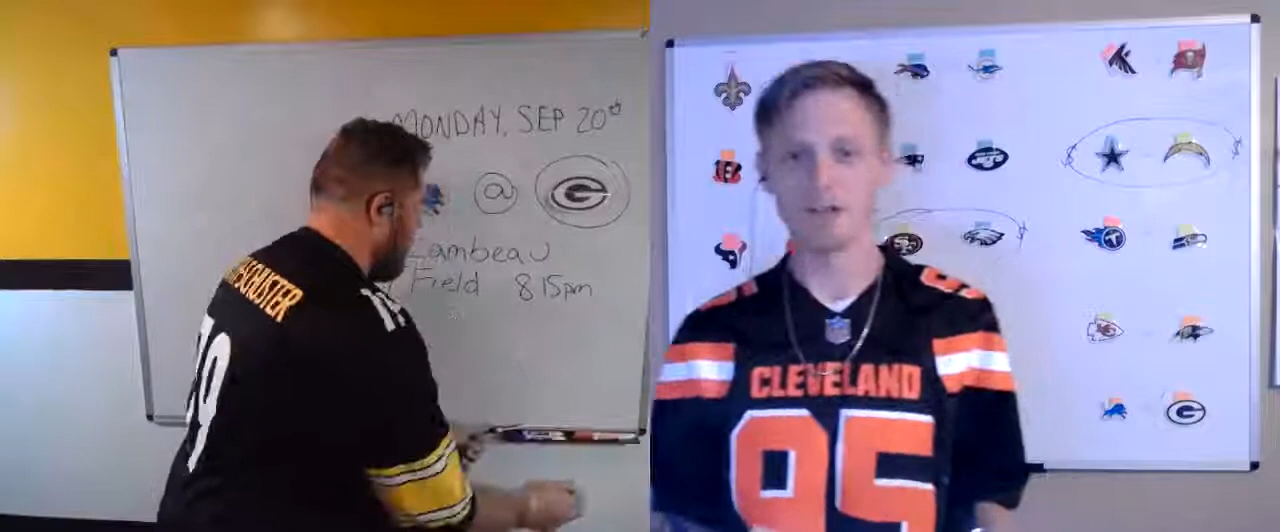 MONDAY, SEP 20th
@
G
Lambeau
Field 8 15pm
SCHUSTER
19
CLEVELAND
95
G